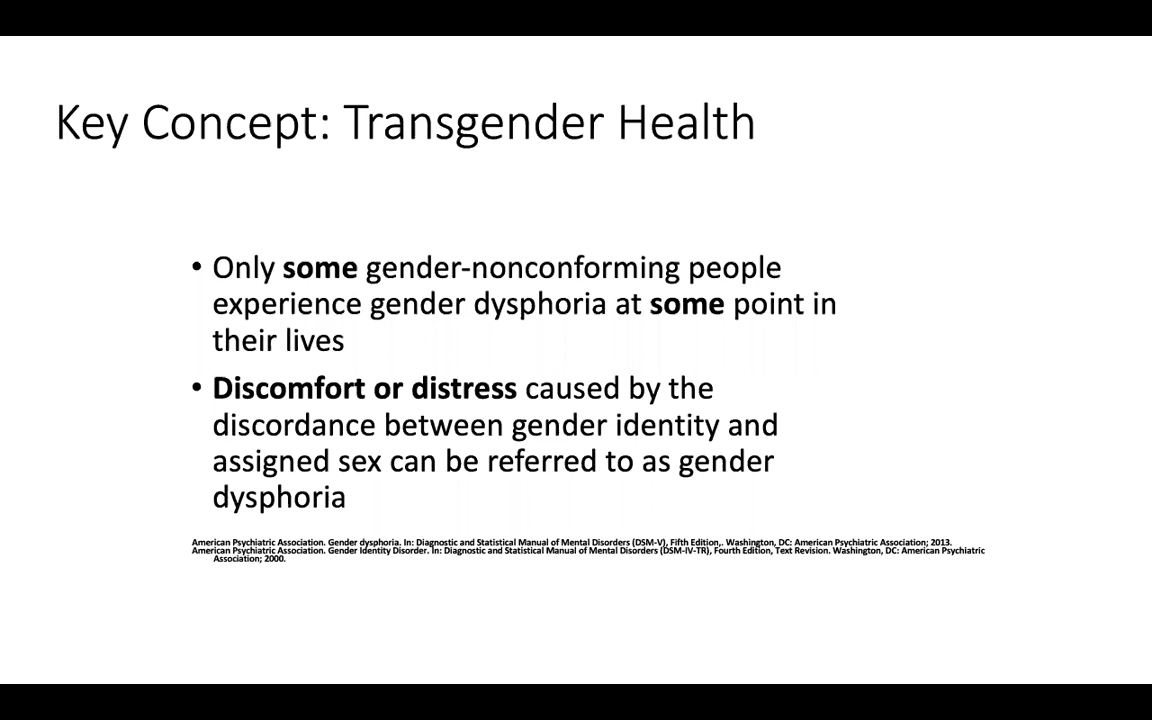 Key Concept: Transgender Health
• Only some gender-nonconforming people
experience gender dysphoria at some point in
their lives
• Discomfort or distress caused by the
discordance between gender identity and
assigned sex can be referred to as gender
dysphoria
American Psychiatric Association. Gender dysphoria. In: Diagnostic and Statistical Manual of Mental Disorders (DSM-V), Fifth Edition,. Washington, DC: American Psychiatric Association; 2013.
American Psychiatric Association. Gender Identity Disorder. In: Diagnostic and Statistical Manual of Mental Disorders (DSM-IV-TR), Fourth Edition, Text Revision. Washington, DC: American Psychiatric
Association; 2000.